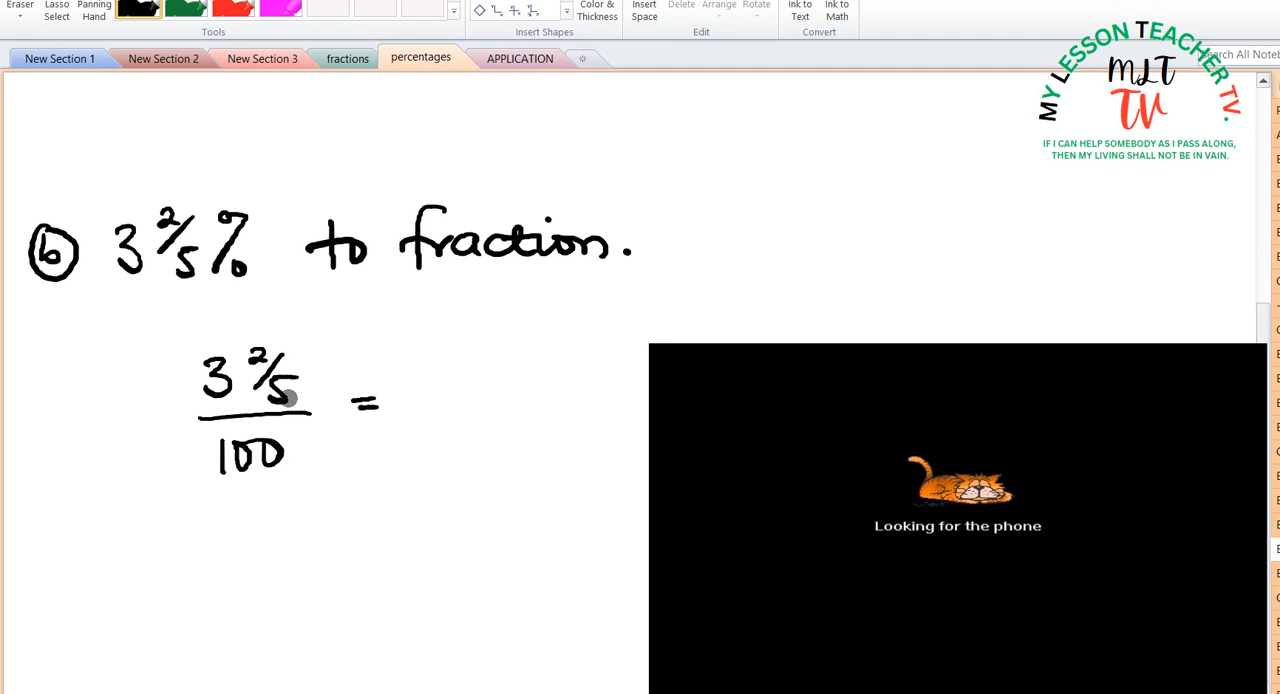 Eraser Lasso Select Panning Hand Color & Thickness Insert Space Delete Arrange Rotate Ink to Text Ink to Math
Tools Insert Shapes Edit Convert
New Section 1 New Section 2 New Section 3 fractions percentages APPLICATION Search All Noteb
MY LESSON TEACHER TV.
MLT
TV
IF I CAN HELP SOMEBODY AS I PASS ALONG,
THEN MY LIVING SHALL NOT BE IN VAIN.
b 3 2/5 % to fraction.
3 2/5
100
=
Looking for the phone